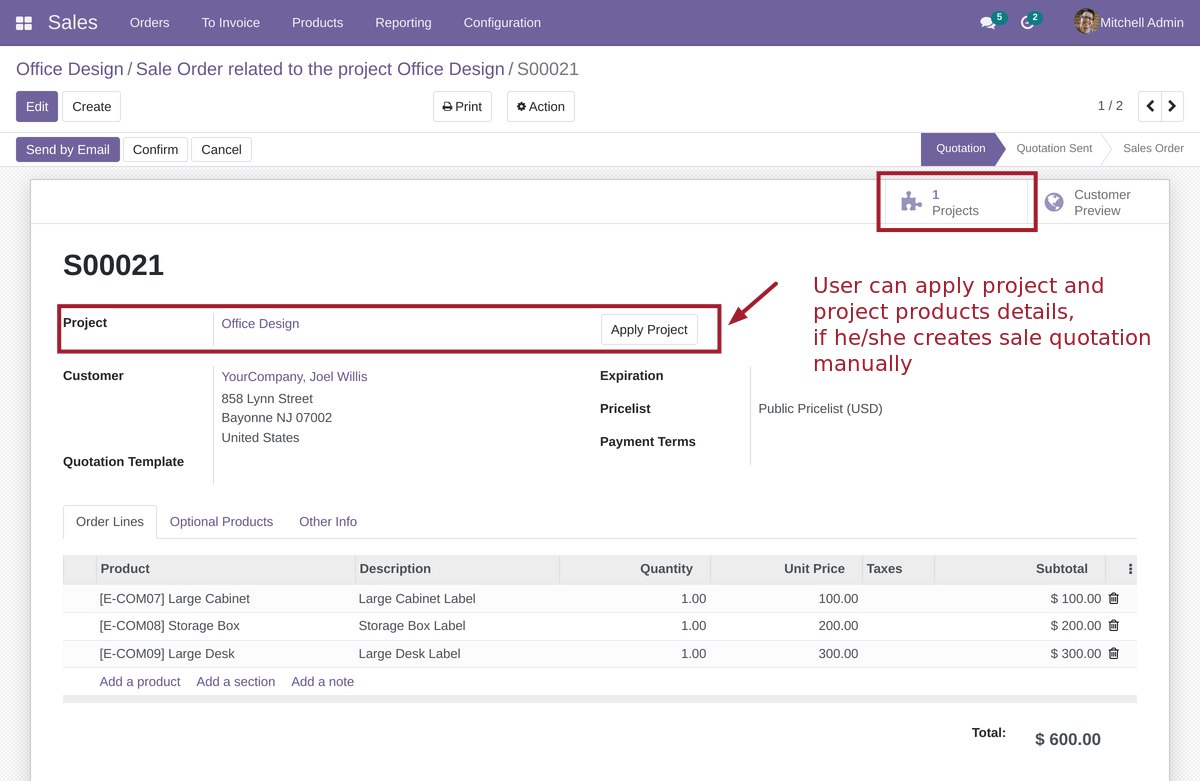 Sales Orders To Invoice Products Reporting Configuration 5 2 Mitchell Admin
Office Design / Sale Order related to the project Office Design / S00021
Edit Create Print Action 1 / 2
Send by Email Confirm Cancel Quotation Quotation Sent Sales Order
1
Projects
Customer
Preview
S00021
User can apply project and
project products details,
if he/she creates sale quotation
manually
Project Office Design Apply Project
Customer YourCompany, Joel Willis
858 Lynn Street
Bayonne NJ 07002
United States
Quotation Template
Expiration
Pricelist Public Pricelist (USD)
Payment Terms
Order Lines Optional Products Other Info
Product Description Quantity Unit Price Taxes Subtotal
[E-COM07] Large Cabinet Large Cabinet Label 1.00 100.00 $ 100.00
[E-COM08] Storage Box Storage Box Label 1.00 200.00 $ 200.00
[E-COM09] Large Desk Large Desk Label 1.00 300.00 $ 300.00
Add a product Add a section Add a note
Total: $ 600.00